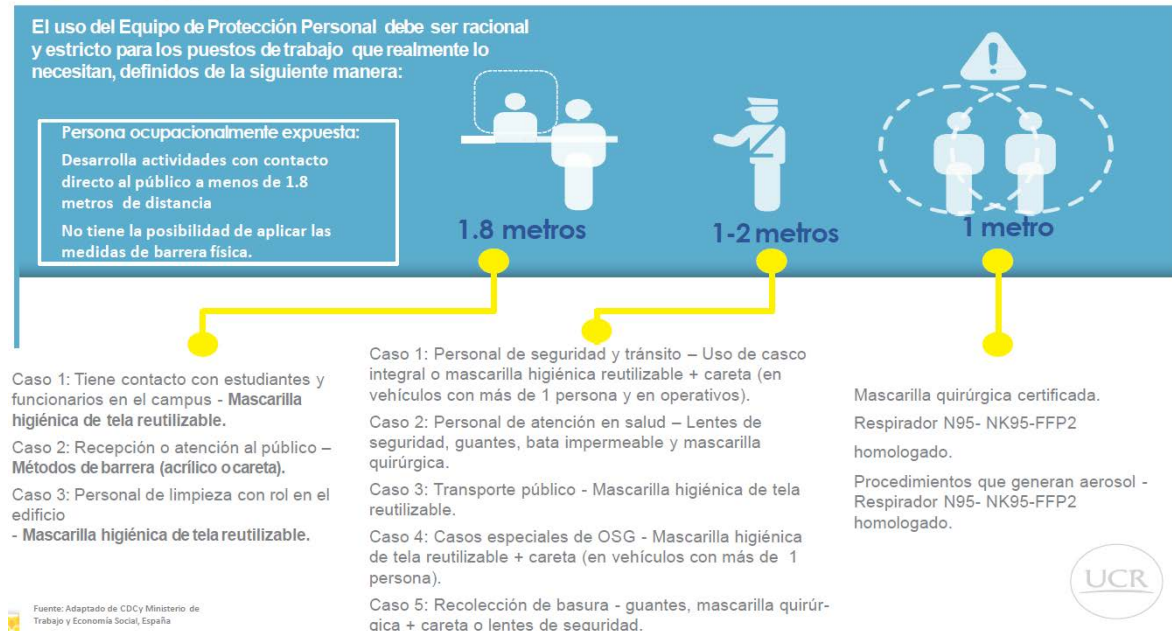 El uso del Equipo de Protección Personal debe ser racional
y estricto para los puestos de trabajo que realmente lo
necesitan, definidos de la siguiente manera:
Persona ocupacionalmente expuesta:
Desarrolla actividades con contacto
directo al público a menos de 1.8
metros de distancia
No tiene la posibilidad de aplicar las
medidas de barrera física.
1.8 metros
1-2 metros
1 metro
Caso 1: Tiene contacto con estudiantes y
funcionarios en el campus - Mascarilla
higiénica de tela reutilizable.
Caso 2: Recepción o atención al público –
Métodos de barrera (acrílico o careta).
Caso 3: Personal de limpieza con rol en el
edificio
- Mascarilla higiénica de tela reutilizable.
Caso 1: Personal de seguridad y tránsito – Uso de casco
integral o mascarilla higiénica reutilizable + careta (en
vehículos con más de 1 persona y en operativos).
Caso 2: Personal de atención en salud – Lentes de
seguridad, guantes, bata impermeable y mascarilla
quirúrgica.
Caso 3: Transporte público - Mascarilla higiénica de tela
reutilizable.
Caso 4: Casos especiales de OSG - Mascarilla higiénica
de tela reutilizable + careta (en vehículos con más de 1
persona).
Caso 5: Recolección de basura - guantes, mascarilla quirúr-
gica + careta o lentes de seguridad.
Mascarilla quirúrgica certificada.
Respirador N95- NK95-FFP2
homologado.
Procedimientos que generan aerosol -
Respirador N95- NK95-FFP2
homologado.
UCR
Fuente: Adaptado de CDC y Ministerio de
Trabajo y Economía Social, España